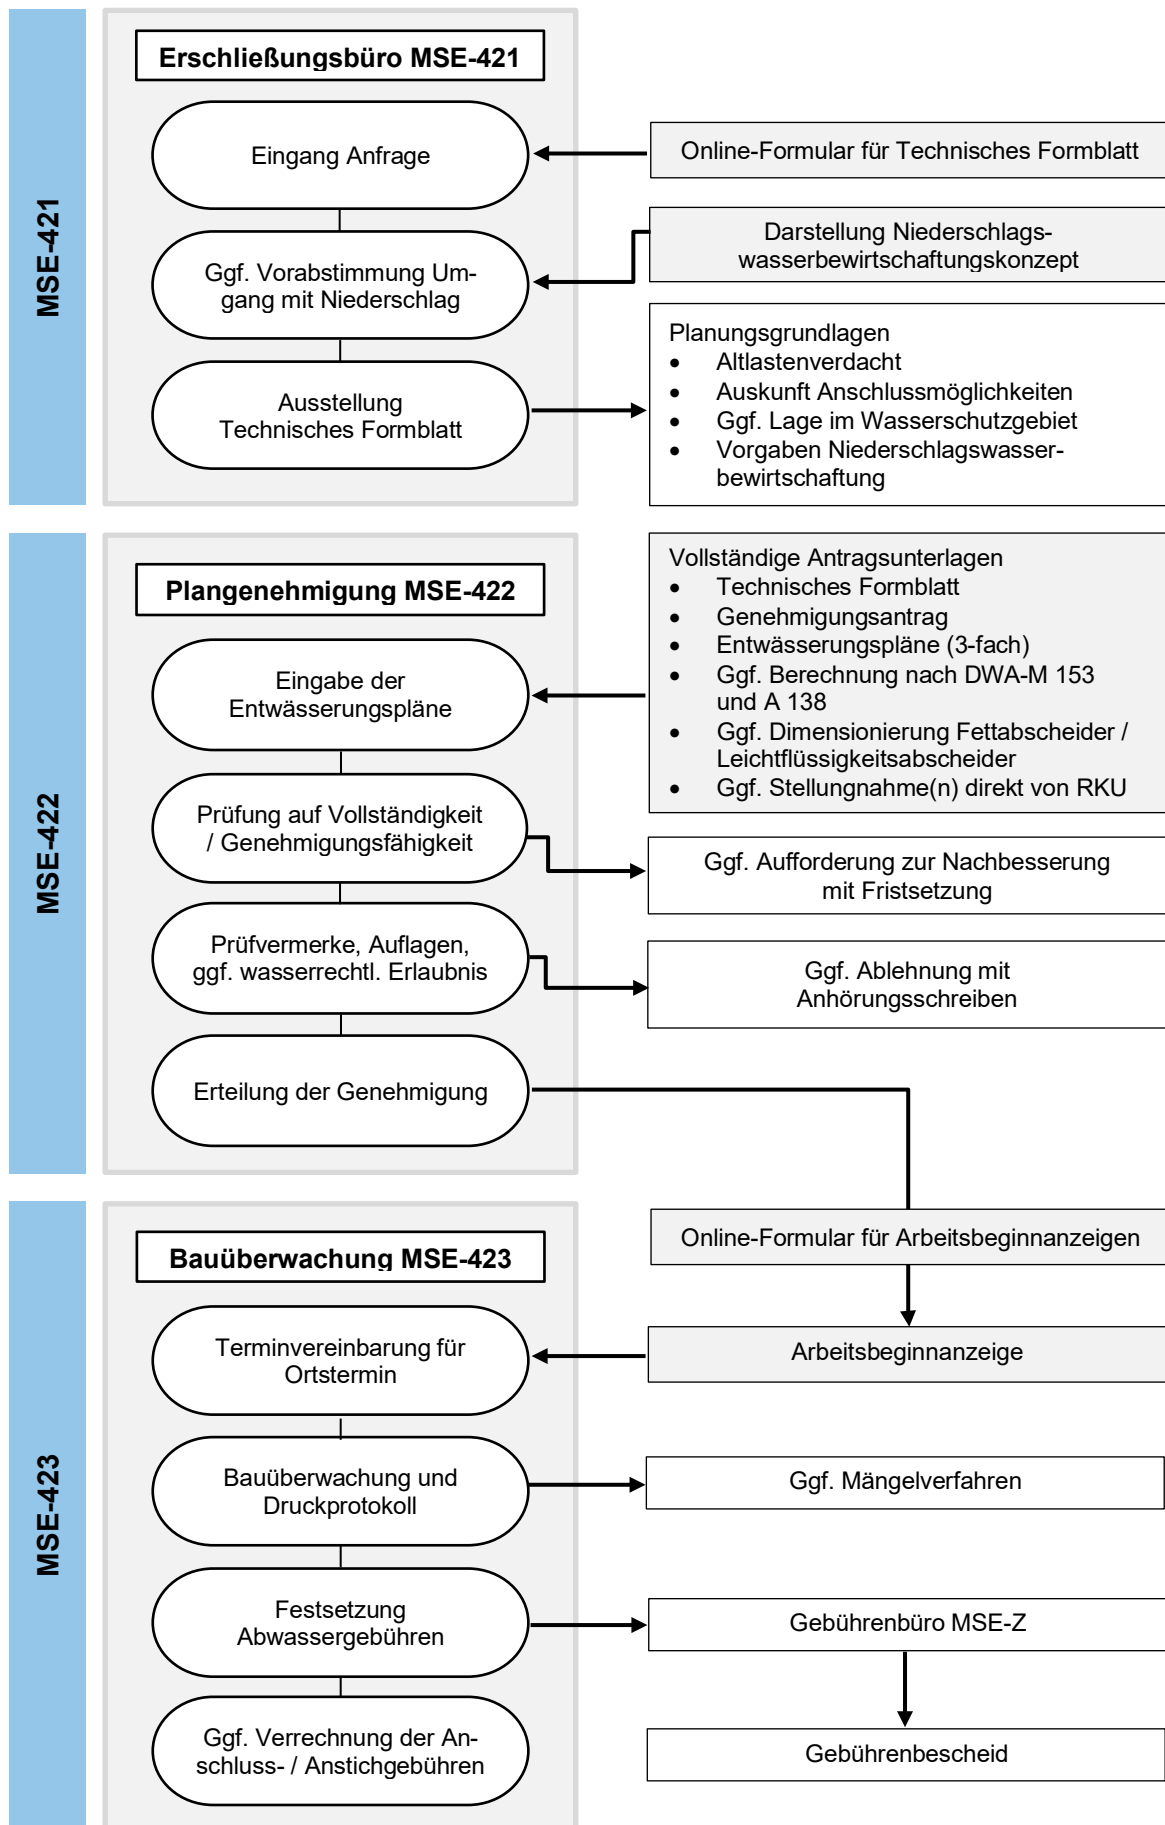 MSE-421
Erschließungsbüro MSE-421
Eingang Anfrage
Online-Formular für Technisches Formblatt
Ggf. Vorabstimmung Um-
gang mit Niederschlag
Darstellung Niederschlags-
wasserbewirtschaftungskonzept
Ausstellung
Technisches Formblatt
Planungsgrundlagen
• Altlastenverdacht
• Auskunft Anschlussmöglichkeiten
• Ggf. Lage im Wasserschutzgebiet
• Vorgaben Niederschlagswasser-
bewirtschaftung
MSE-422
Plangenehmigung MSE-422
Eingabe der
Entwässerungspläne
Vollständige Antragsunterlagen
• Technisches Formblatt
• Genehmigungsantrag
• Entwässerungspläne (3-fach)
• Ggf. Berechnung nach DWA-M 153
und A 138
• Ggf. Dimensionierung Fettabscheider /
Leichtflüssigkeitsabscheider
• Ggf. Stellungnahme(n) direkt von RKU
Prüfung auf Vollständigkeit
/ Genehmigungsfähigkeit
Ggf. Aufforderung zur Nachbesserung
mit Fristsetzung
Prüfvermerke, Auflagen,
ggf. wasserrechtl. Erlaubnis
Ggf. Ablehnung mit
Anhörungsschreiben
Erteilung der Genehmigung
MSE-423
Bauüberwachung MSE-423
Online-Formular für Arbeitsbeginnanzeigen
Terminvereinbarung für
Ortstermin
Arbeitsbeginnanzeige
Bauüberwachung und
Druckprotokoll
Ggf. Mängelverfahren
Festsetzung
Abwassergebühren
Gebührenbüro MSE-Z
Ggf. Verrechnung der An-
schluss- / Anstichgebühren
Gebührenbescheid